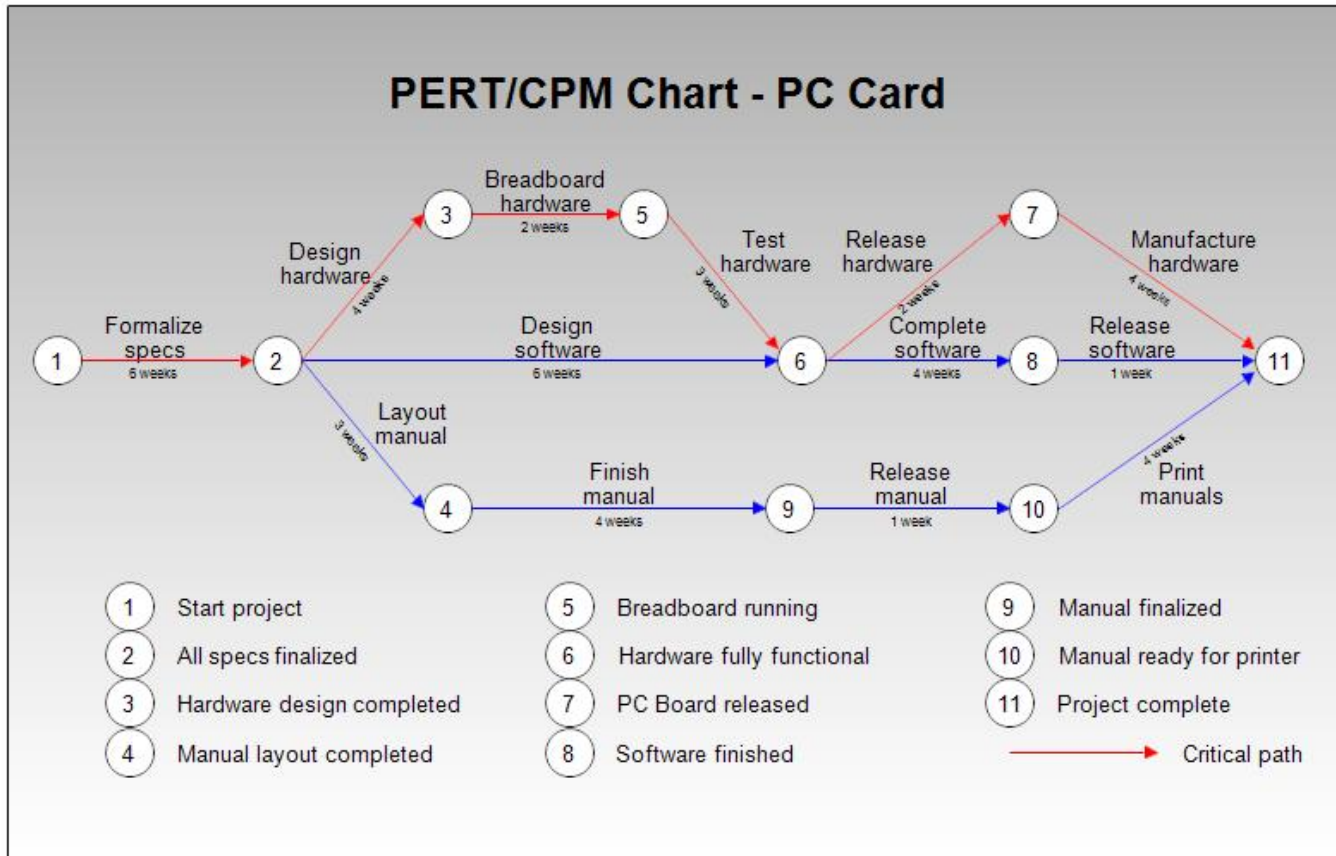 PERT/CPM Chart - PC Card
Breadboard
hardware
2 weeks
3
5
7
Design
hardware
4 weeks
Test
hardware
3 weeks
Release
hardware
2 weeks
Manufacture
hardware
4 weeks
Formalize
specs
6 weeks
Design
software
6 weeks
Complete
software
4 weeks
Release
software
1 week
1
2
6
8
11
Layout
manual
3 weeks
Finish
manual
4 weeks
Release
manual
1 week
4 weeks
Print
manuals
4
9
10
1 Start project
2 All specs finalized
3 Hardware design completed
4 Manual layout completed
5 Breadboard running
6 Hardware fully functional
7 PC Board released
8 Software finished
9 Manual finalized
10 Manual ready for printer
11 Project complete
Critical path